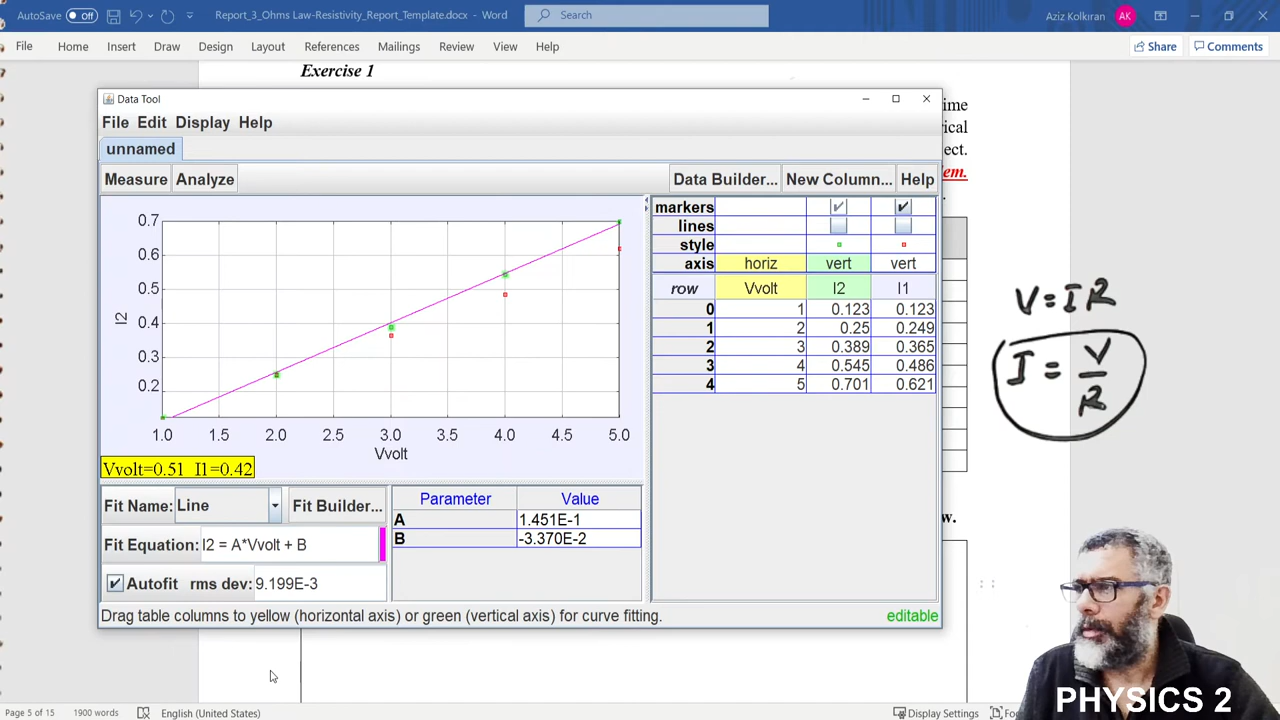 AutoSave Off Report_3_Ohms Law-Resistivity_Report_Template.docx - Word Search Aziz Kolkıran AK
File Home Insert Draw Design Layout References Mailings Review View Help Share Comments
Exercise 1
ime
rical
ect.
em.
Data Tool
File Edit Display Help
unnamed
Measure Analyze Data Builder... New Column... Help
0.7
0.6
0.5
0.4
0.3
0.2
I2
1.0 1.5 2.0 2.5 3.0 3.5 4.0 4.5 5.0
Vvolt
Vvolt=0.51 I1=0.42
markers
lines
style
axis horiz vert vert
row Vvolt I2 I1
0 1 0.123 0.123
1 2 0.25 0.249
2 3 0.389 0.365
3 4 0.545 0.486
4 5 0.701 0.621
Fit Name: Line Fit Builder...
Fit Equation: I2 = A*Vvolt + B
Autofit rms dev: 9.199E-3
Parameter Value
A 1.451E-1
B -3.370E-2
Drag table columns to yellow (horizontal axis) or green (vertical axis) for curve fitting. editable
w.
V = I R
I = V
R
PHYSICS 2
Page 5 of 15 1900 words English (United States) Display Settings Foc